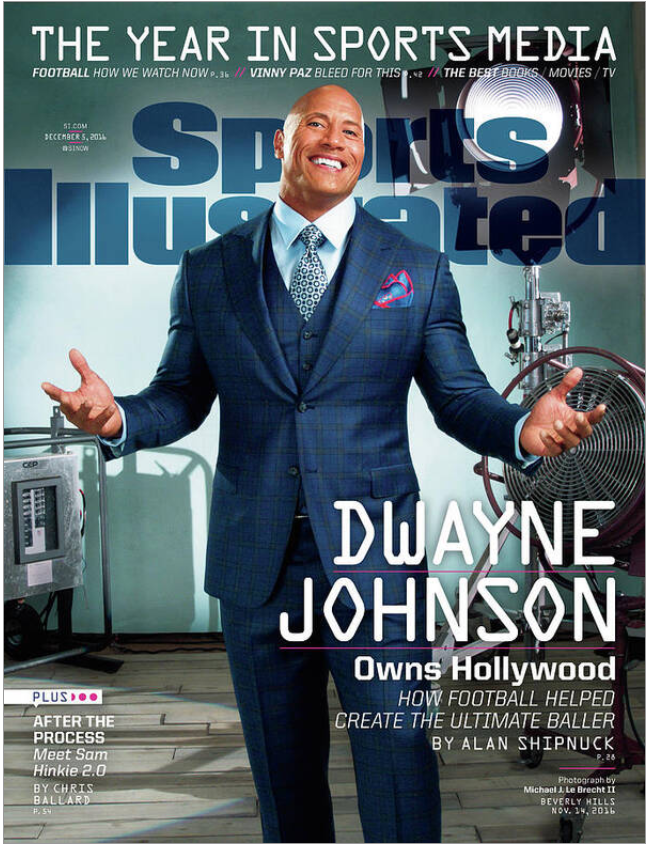 THE YEAR IN SPORTS MEDIA
FOOTBALL HOW WE WATCH NOW P.36 // VINNY PAZ BLEED FOR THIS P.42 // THE BEST BOOKS / MOVIES / TV
SI.COM
DECEMBER 5, 2016
@SINOW
Sports
Illustrated
CEP
DWAYNE
JOHNSON
Owns Hollywood
HOW FOOTBALL HELPED
CREATE THE ULTIMATE BALLER
BY ALAN SHIPNUCK
P. 28
PLUS
AFTER THE
PROCESS
Meet Sam
Hinkie 2.0
BY CHRIS
BALLARD
P. 54
Photograph by
Michael J. Le Brecht II
BEVERLY HILLS
NOV. 14, 2016